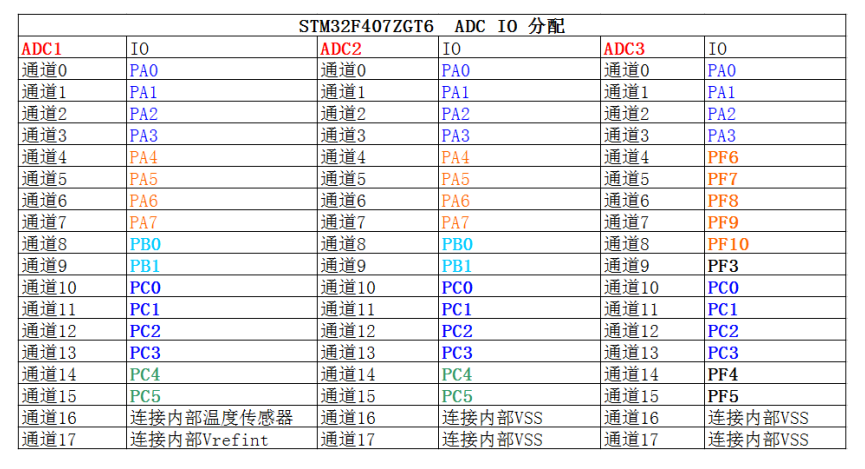 STM32F407ZGT6 ADC IO 分配
ADC1 IO ADC2 IO ADC3 IO
通道0 PA0 通道0 PA0 通道0 PA0
通道1 PA1 通道1 PA1 通道1 PA1
通道2 PA2 通道2 PA2 通道2 PA2
通道3 PA3 通道3 PA3 通道3 PA3
通道4 PA4 通道4 PA4 通道4 PF6
通道5 PA5 通道5 PA5 通道5 PF7
通道6 PA6 通道6 PA6 通道6 PF8
通道7 PA7 通道7 PA7 通道7 PF9
通道8 PB0 通道8 PB0 通道8 PF10
通道9 PB1 通道9 PB1 通道9 PF3
通道10 PC0 通道10 PC0 通道10 PC0
通道11 PC1 通道11 PC1 通道11 PC1
通道12 PC2 通道12 PC2 通道12 PC2
通道13 PC3 通道13 PC3 通道13 PC3
通道14 PC4 通道14 PC4 通道14 PF4
通道15 PC5 通道15 PC5 通道15 PF5
通道16 连接内部温度传感器 通道16 连接内部VSS 通道16 连接内部VSS
通道17 连接内部Vrefint 通道17 连接内部VSS 通道17 连接内部VSS